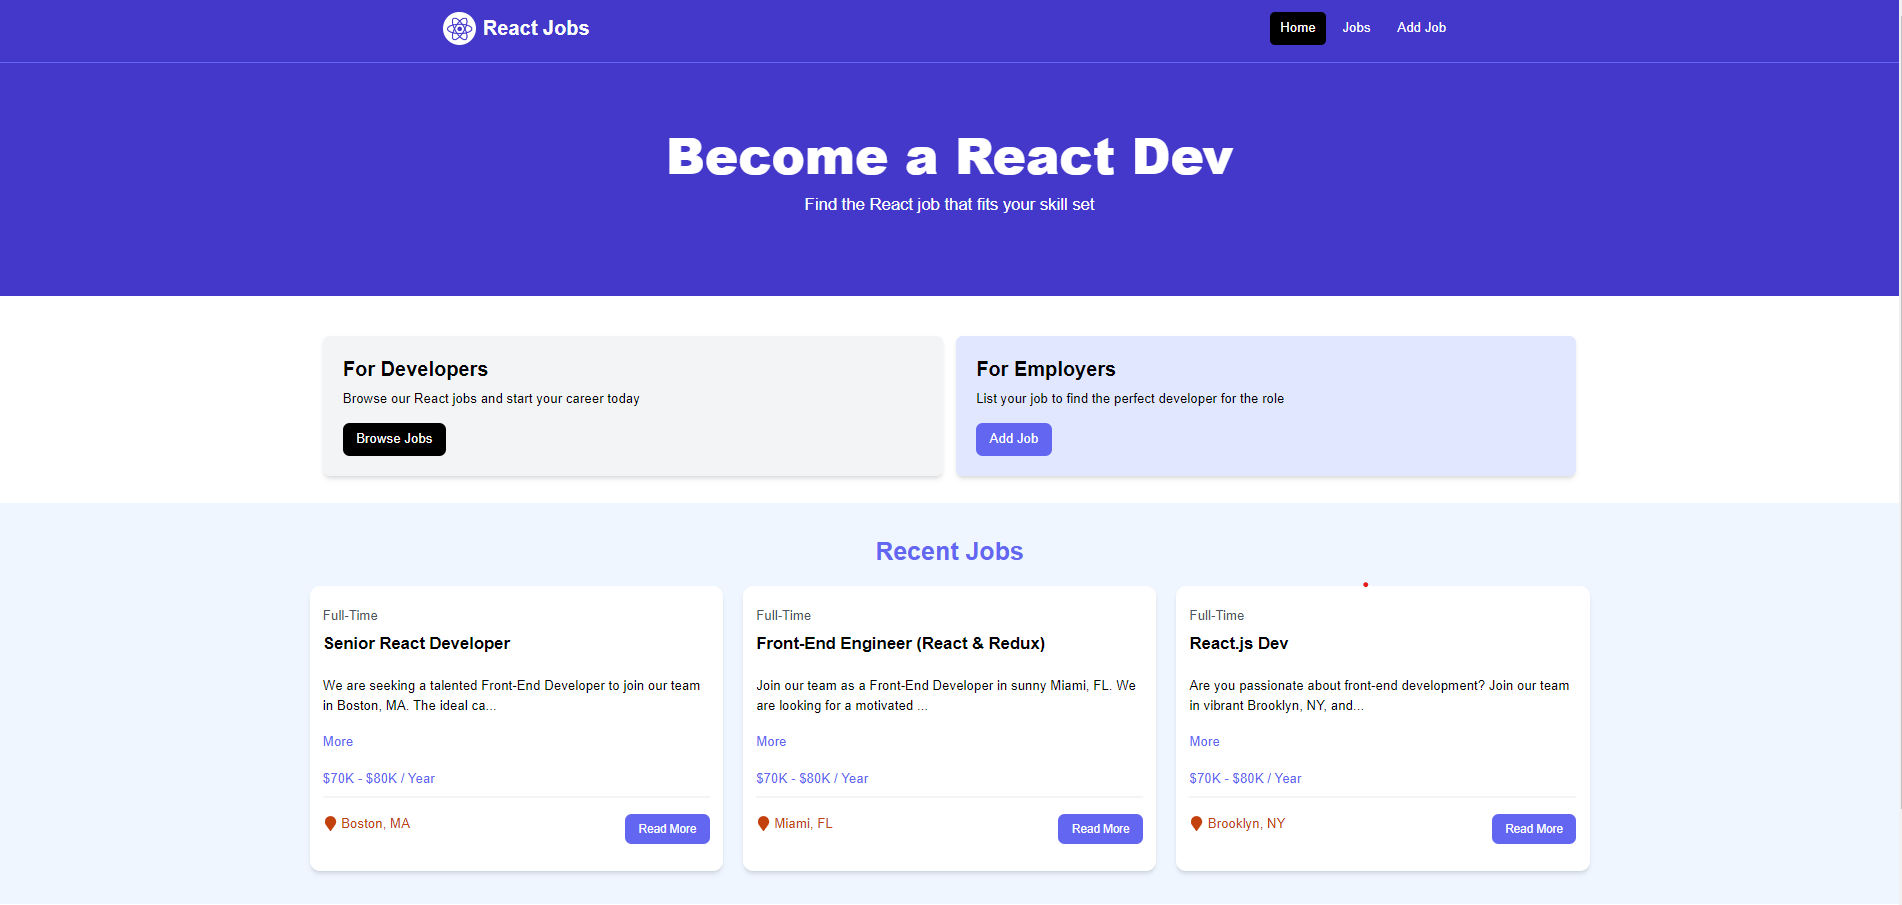 React Jobs
Home Jobs Add Job
Become a React Dev
Find the React job that fits your skill set
For Developers
Browse our React jobs and start your career today
Browse Jobs
For Employers
List your job to find the perfect developer for the role
Add Job
Recent Jobs
Full-Time
Senior React Developer
We are seeking a talented Front-End Developer to join our team
in Boston, MA. The ideal ca...
More
$70K - $80K / Year
Boston, MA
Read More
Full-Time
Front-End Engineer (React & Redux)
Join our team as a Front-End Developer in sunny Miami, FL. We
are looking for a motivated ...
More
$70K - $80K / Year
Miami, FL
Read More
Full-Time
React.js Dev
Are you passionate about front-end development? Join our team
in vibrant Brooklyn, NY, and...
More
$70K - $80K / Year
Brooklyn, NY
Read More